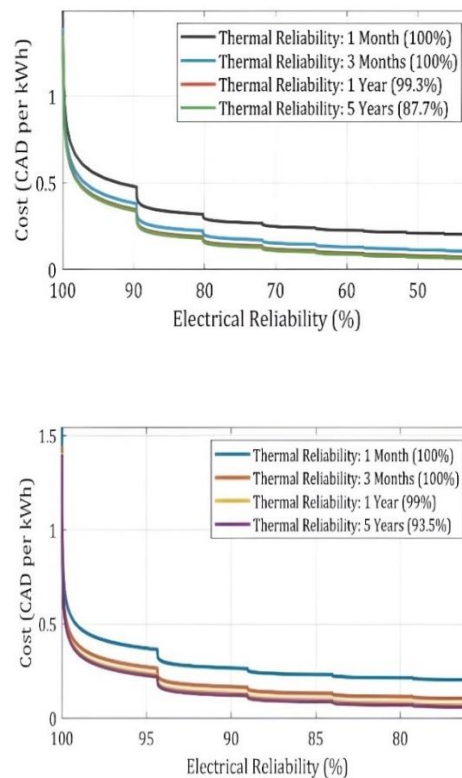 Thermal Reliability: 1 Month (100%)
Thermal Reliability: 3 Months (100%)
Thermal Reliability: 1 Year (99.3%)
Thermal Reliability: 5 Years (87.7%)
Cost (CAD per kWh)
1
0.5
0
100 90 80 70 60 50
Electrical Reliability (%)
1.5
Thermal Reliability: 1 Month (100%)
Thermal Reliability: 3 Months (100%)
Thermal Reliability: 1 Year (99%)
Thermal Reliability: 5 Years (93.5%)
Cost (CAD per kWh)
1
0.5
0
100 95 90 85 80
Electrical Reliability (%)